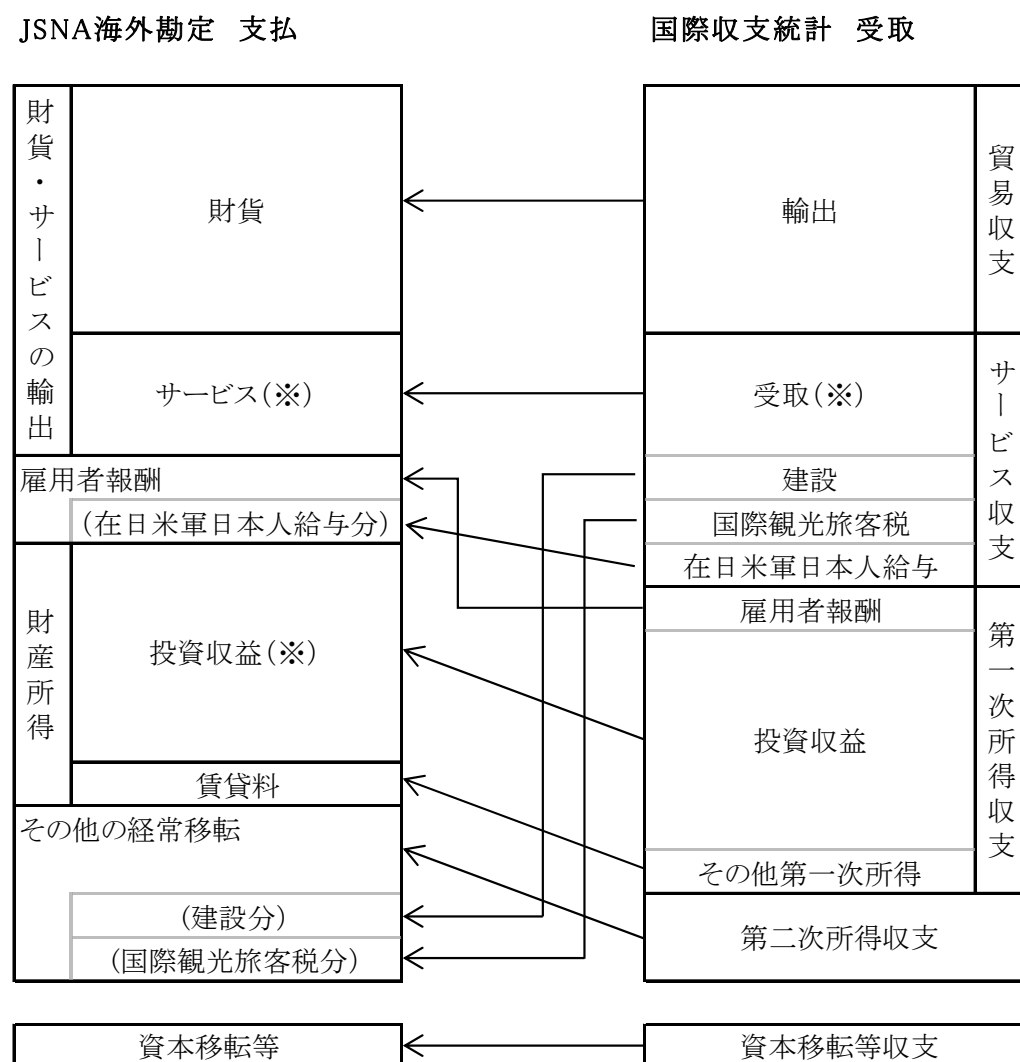 JSNA海外勘定 支払
財貨・サービスの輸出
財貨
サービス(※)
雇用者報酬
(在日米軍日本人給与分)
財産所得
投資収益(※)
賃貸料
その他の経常移転
(建設分)
(国際観光旅客税分)
資本移転等
国際収支統計 受取
輸出
貿易収支
受取(※)
建設
国際観光旅客税
在日米軍日本人給与
サービス収支
雇用者報酬
投資収益
その他第一次所得
第一次所得収支
第二次所得収支
資本移転等収支